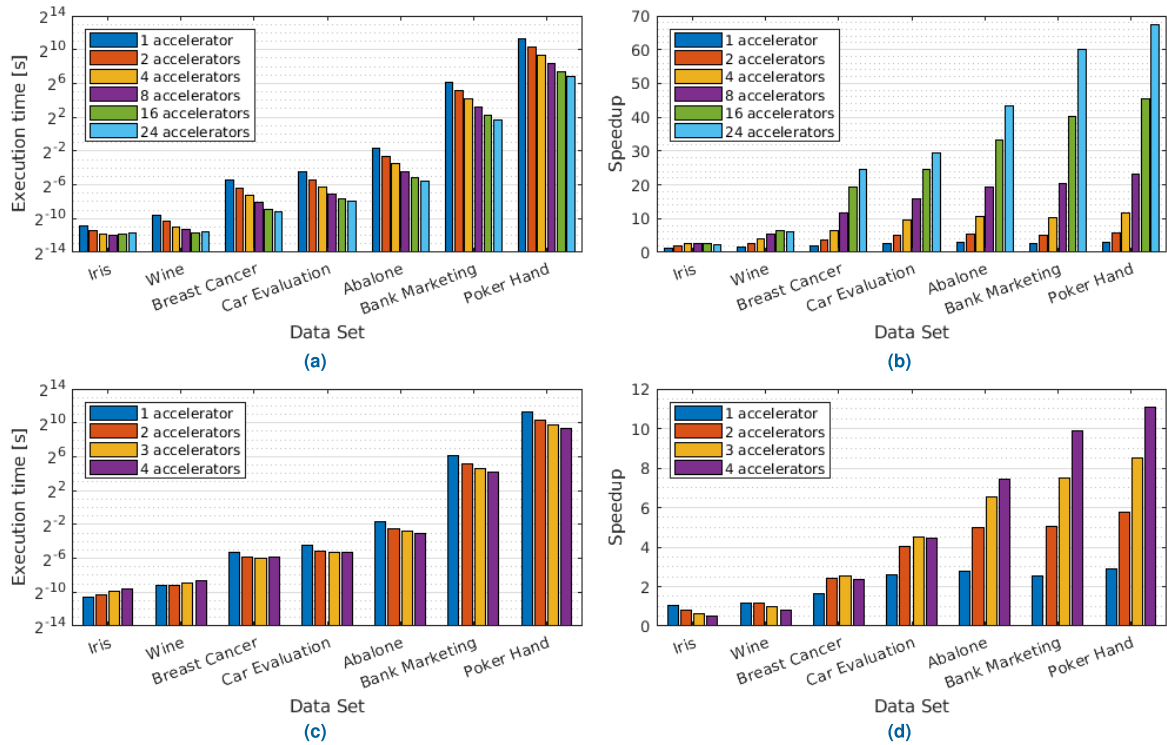 2^14
2^10
2^6
2^2
2^-2
2^-6
2^-10
2^-14
Execution time [s]
1 accelerator
2 accelerators
4 accelerators
8 accelerators
16 accelerators
24 accelerators
Iris
Wine
Breast Cancer
Car Evaluation
Abalone
Bank Marketing
Poker Hand
Data Set
(a)
70
60
50
40
30
20
10
0
Speedup
1 accelerator
2 accelerators
4 accelerators
8 accelerators
16 accelerators
24 accelerators
Iris
Wine
Breast Cancer
Car Evaluation
Abalone
Bank Marketing
Poker Hand
Data Set
(b)
2^14
2^10
2^6
2^2
2^-2
2^-6
2^-10
2^-14
Execution time [s]
1 accelerator
2 accelerators
3 accelerators
4 accelerators
Iris
Wine
Breast Cancer
Car Evaluation
Abalone
Bank Marketing
Poker Hand
Data Set
(c)
12
10
8
6
4
2
0
Speedup
1 accelerator
2 accelerators
3 accelerators
4 accelerators
Iris
Wine
Breast Cancer
Car Evaluation
Abalone
Bank Marketing
Poker Hand
Data Set
(d)